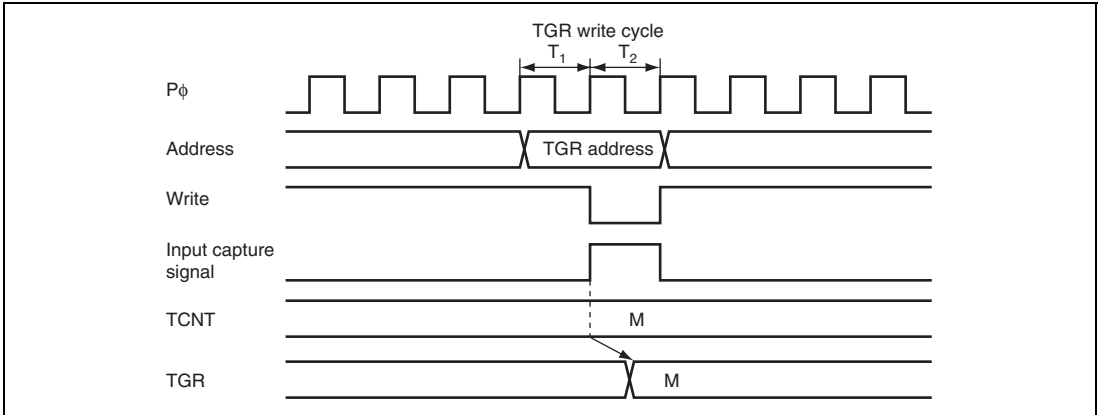 TGR write cycle
T1 T2
Pϕ
Address
TGR address
Write
Input capture
signal
TCNT
M
TGR
M